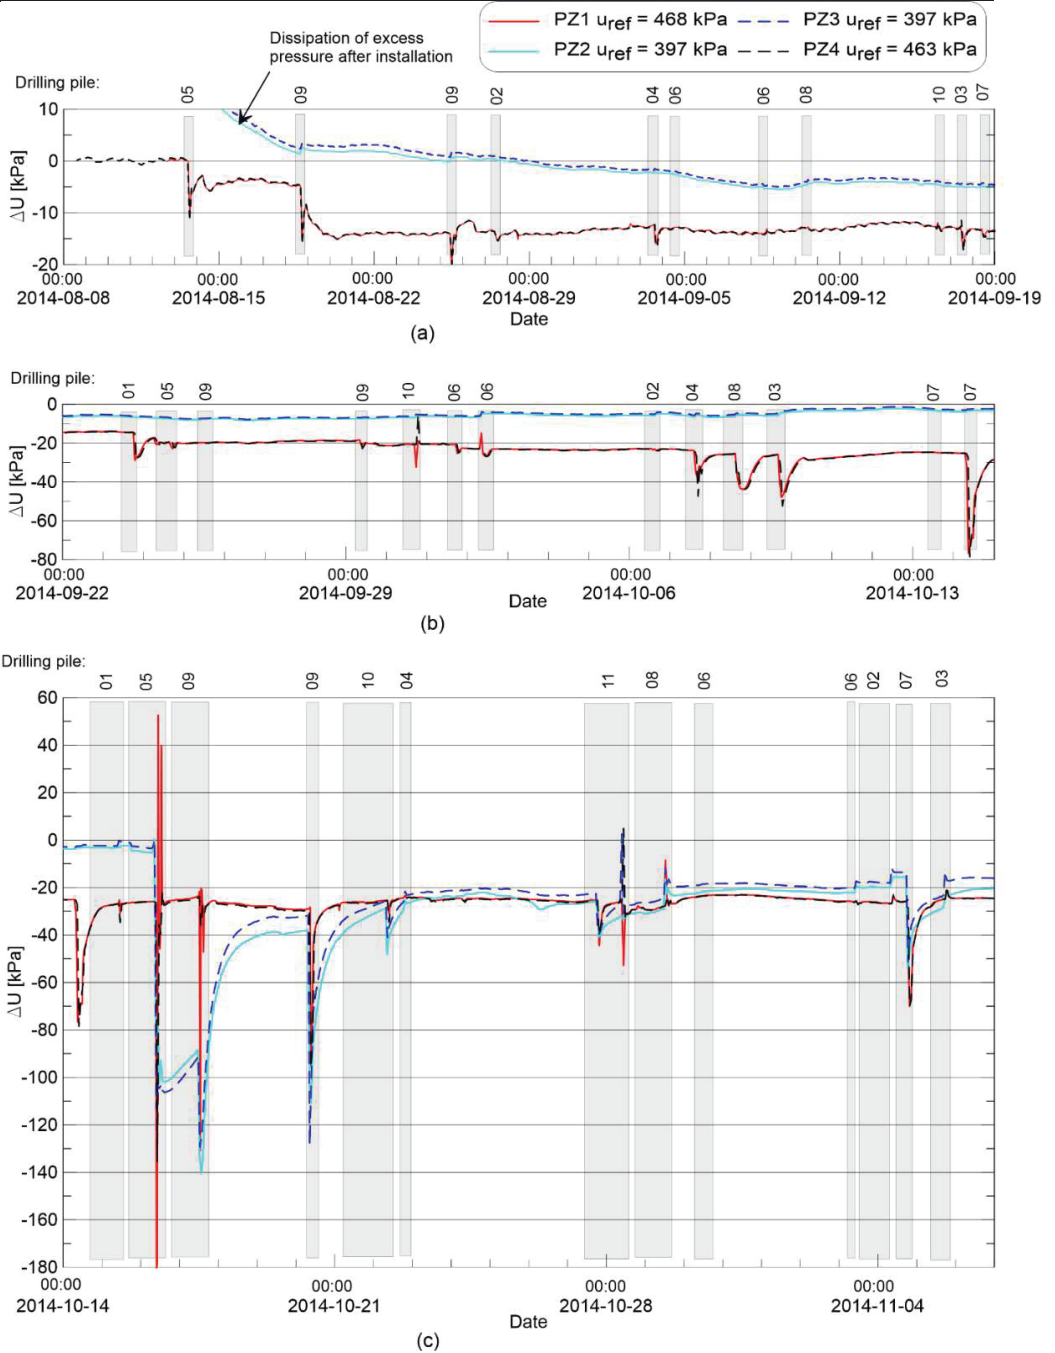 PZ1 u_ref = 468 kPa PZ3 u_ref = 397 kPa
PZ2 u_ref = 397 kPa PZ4 u_ref = 463 kPa
Dissipation of excess
pressure after installation
Drilling pile:
05 09 09 02 04 06 06 08 10 03 07
10
0
-10
-20
ΔU [kPa]
00:00 00:00 00:00 00:00 00:00 00:00 00:00
2014-08-08 2014-08-15 2014-08-22 2014-08-29 2014-09-05 2014-09-12 2014-09-19
Date
(a)
Drilling pile:
01 05 09 09 10 06 06 02 04 08 03 07 07
0
-20
-40
-60
-80
ΔU [kPa]
00:00 00:00 00:00 00:00
2014-09-22 2014-09-29 2014-10-06 2014-10-13
Date
(b)
Drilling pile:
01 05 09 09 10 04 11 08 06 06 02 07 03
60
40
20
0
-20
-40
-60
-80
-100
-120
-140
-160
-180
ΔU [kPa]
00:00 00:00 00:00 00:00
2014-10-14 2014-10-21 2014-10-28 2014-11-04
Date
(c)